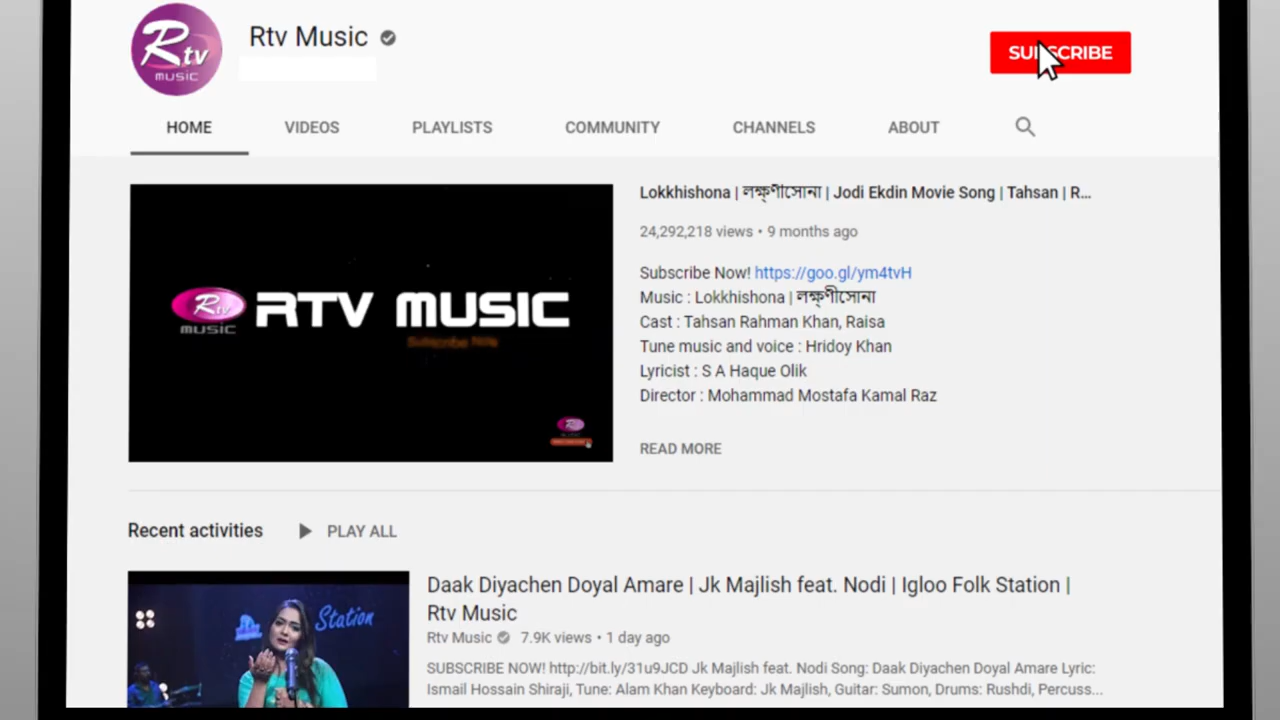 Rtv
MUSIC
Rtv Music
SUBSCRIBE
HOME
VIDEOS
PLAYLISTS
COMMUNITY
CHANNELS
ABOUT
Rtv
MUSIC
RTV MUSIC
Subscribe Now
Lokkhishona | লক্ষ্ণীসোনা | Jodi Ekdin Movie Song | Tahsan | R...
24,292,218 views • 9 months ago
Subscribe Now! https://goo.gl/ym4tvH
Music : Lokkhishona | লক্ষ্ণীসোনা
Cast : Tahsan Rahman Khan, Raisa
Tune music and voice : Hridoy Khan
Lyricist : S A Haque Olik
Director : Mohammad Mostafa Kamal Raz
READ MORE
Recent activities
PLAY ALL
Station
Daak Diyachen Doyal Amare | Jk Majlish feat. Nodi | Igloo Folk Station |
Rtv Music
Rtv Music 7.9K views • 1 day ago
SUBSCRIBE NOW! http://bit.ly/31u9JCD Jk Majlish feat. Nodi Song: Daak Diyachen Doyal Amare Lyric:
Ismail Hossain Shiraji, Tune: Alam Khan Keyboard: Jk Majlish, Guitar: Sumon, Drums: Rushdi, Percuss...